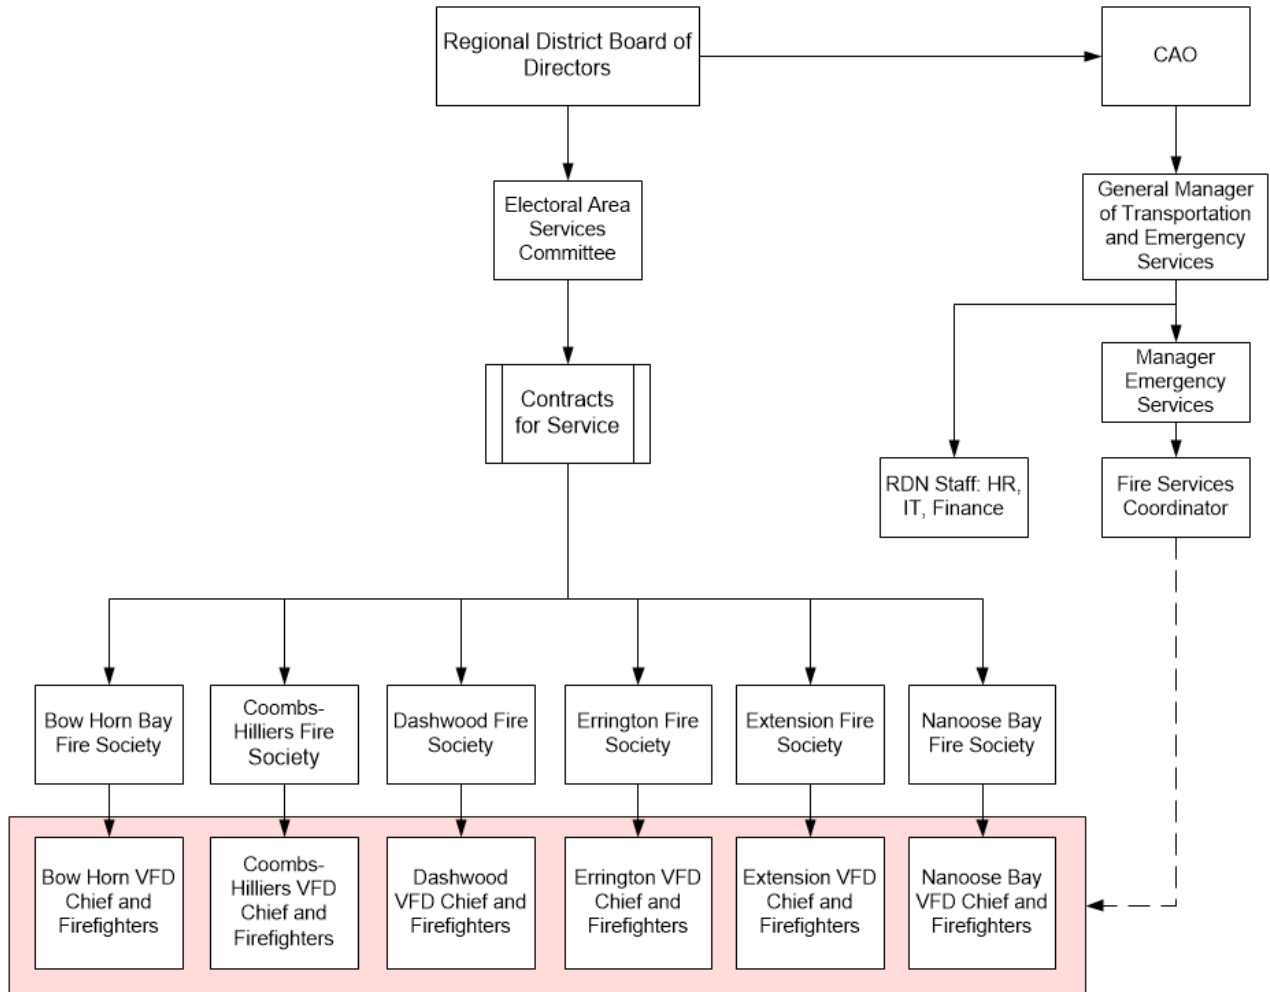 Regional District Board of
Directors
CAO
Electoral Area
Services
Committee
General Manager
of Transportation
and Emergency
Services
Contracts
for Service
Manager
Emergency
Services
RDN Staff: HR,
IT, Finance
Fire Services
Coordinator
Bow Horn Bay
Fire Society
Coombs-
Hilliers Fire
Society
Dashwood Fire
Society
Errington Fire
Society
Extension Fire
Society
Nanoose Bay
Fire Society
Bow Horn VFD
Chief and
Firefighters
Coombs-
Hilliers VFD
Chief and
Firefighters
Dashwood
VFD Chief and
Firefighters
Errington VFD
Chief and
Firefighters
Extension VFD
Chief and
Firefighters
Nanoose Bay
VFD Chief and
Firefighters